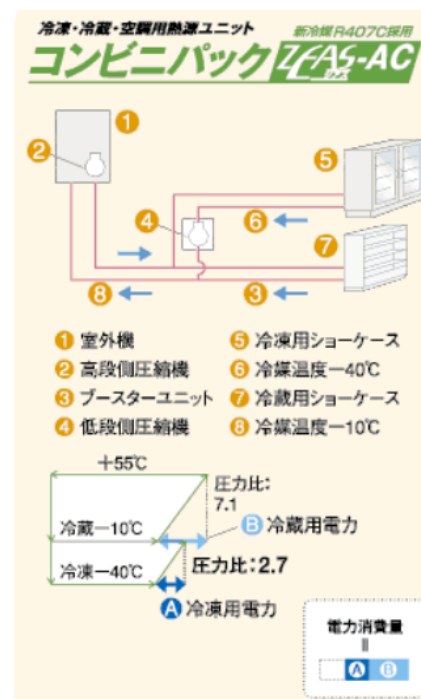 冷凍・冷蔵・空調用熱源ユニット
新冷媒R407C採用
コンビニパック ZEAS-AC
ジアス
①
②
⑤
④
⑥
⑦
⑧
③
① 室外機
② 高段側圧縮機
③ ブースターユニット
④ 低段側圧縮機
⑤ 冷凍用ショーケース
⑥ 冷媒温度－40℃
⑦ 冷蔵用ショーケース
⑧ 冷媒温度－10℃
＋55℃
圧力比：
7.1
冷蔵－10℃
Ⓑ 冷蔵用電力
冷凍－40℃
圧力比：2.7
Ⓐ 冷凍用電力
電力消費量
॥
Ⓐ Ⓑ